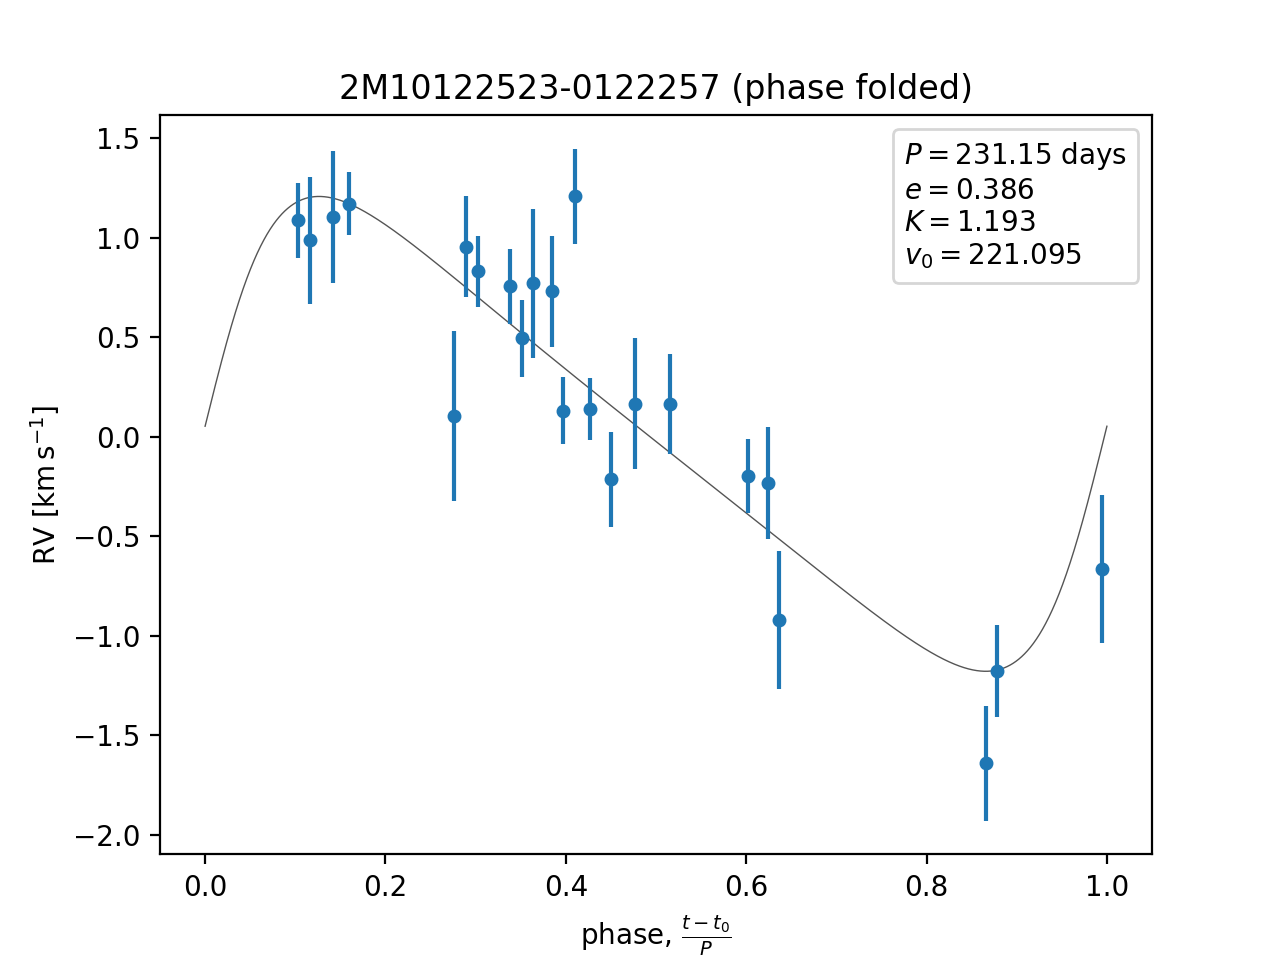 2M10122523-0122257 (phase folded)
P = 231.15 days
e = 0.386
K = 1.193
v₀ = 221.095
RV [km s⁻¹]
1.5
1.0
0.5
0.0
−0.5
−1.0
−1.5
−2.0
0.0 0.2 0.4 0.6 0.8 1.0
phase, (t − t₀)/P